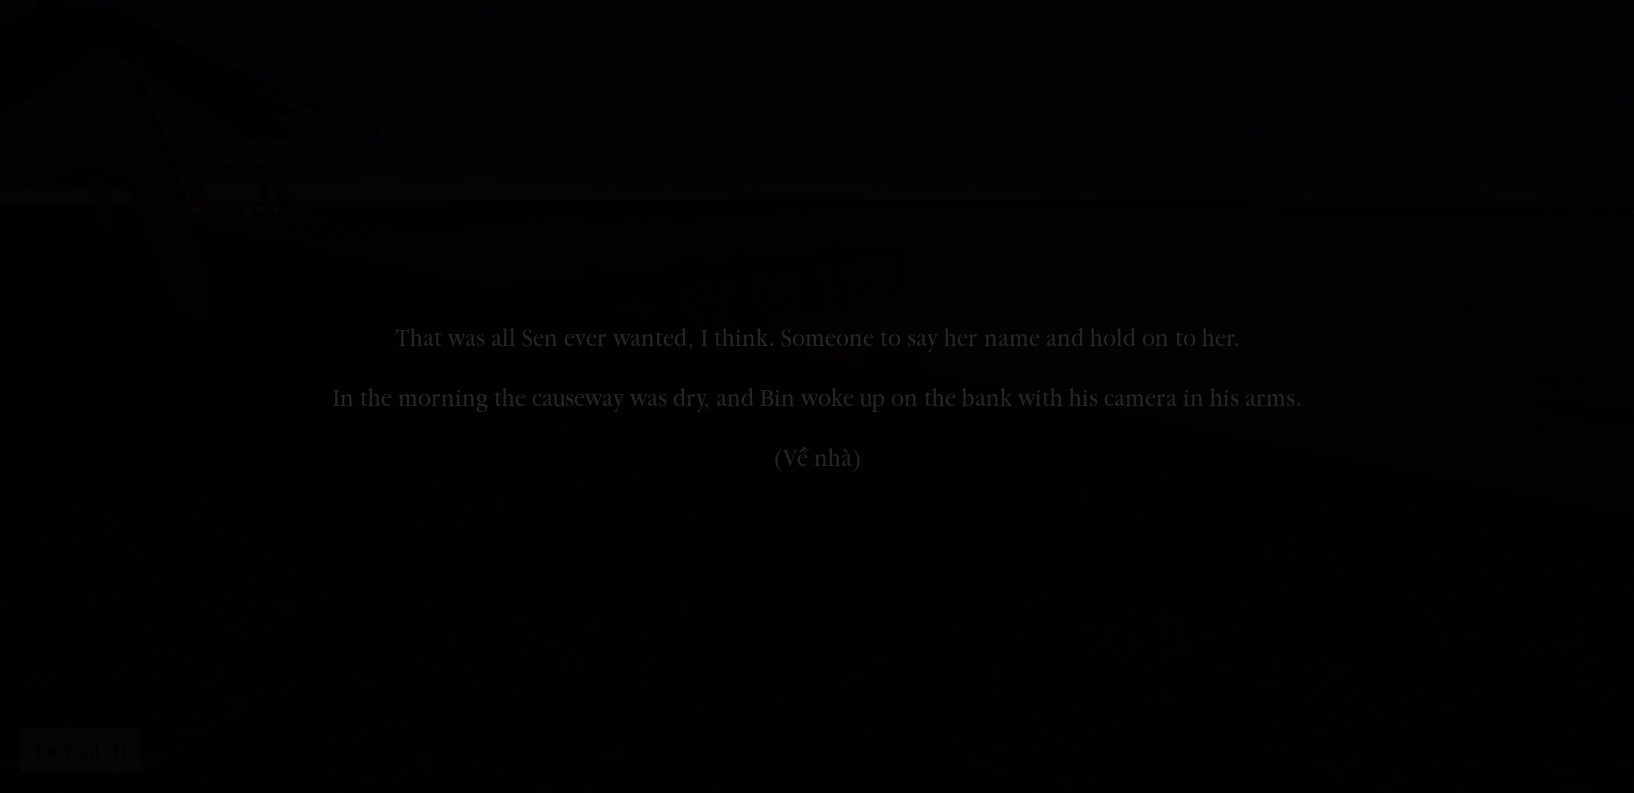 That was all Sen ever wanted, I think. Someone to say her name and hold on to her.
In the morning the causeway was dry, and Bin woke up on the bank with his camera in his arms.
(Về nhà)
Journal (J)